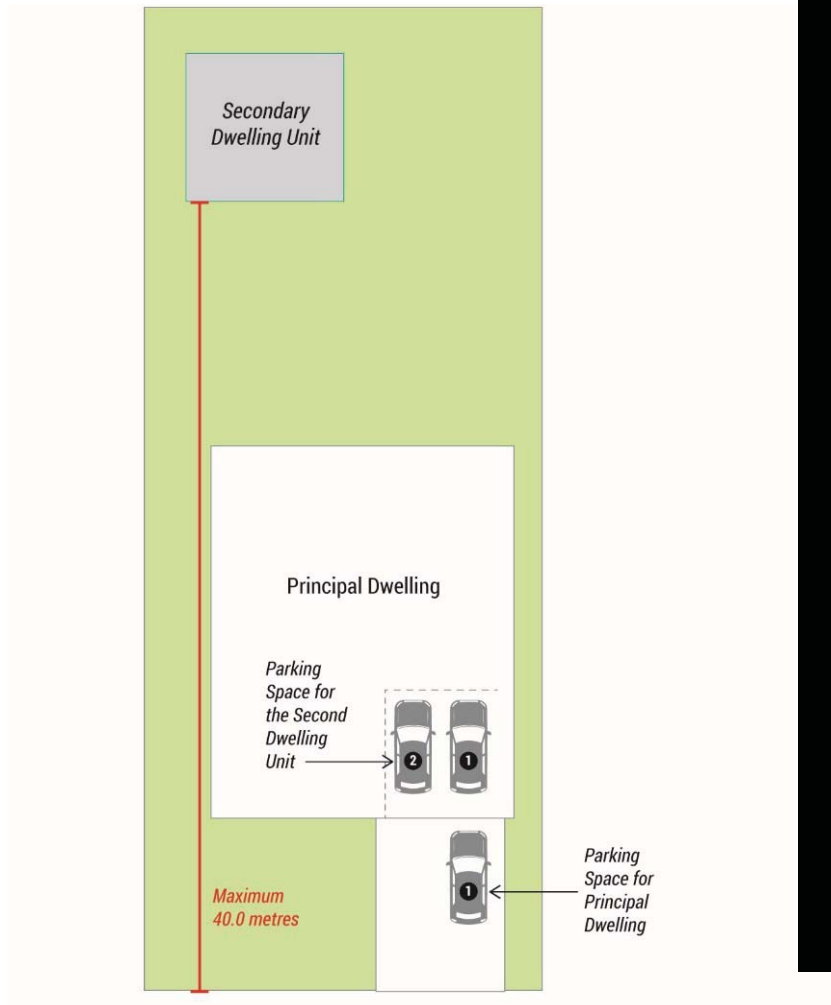 Secondary
Dwelling Unit
Principal Dwelling
Parking
Space for
the Second
Dwelling
Unit
2
1
1
Parking
Space for
Principal
Dwelling
Maximum
40.0 metres